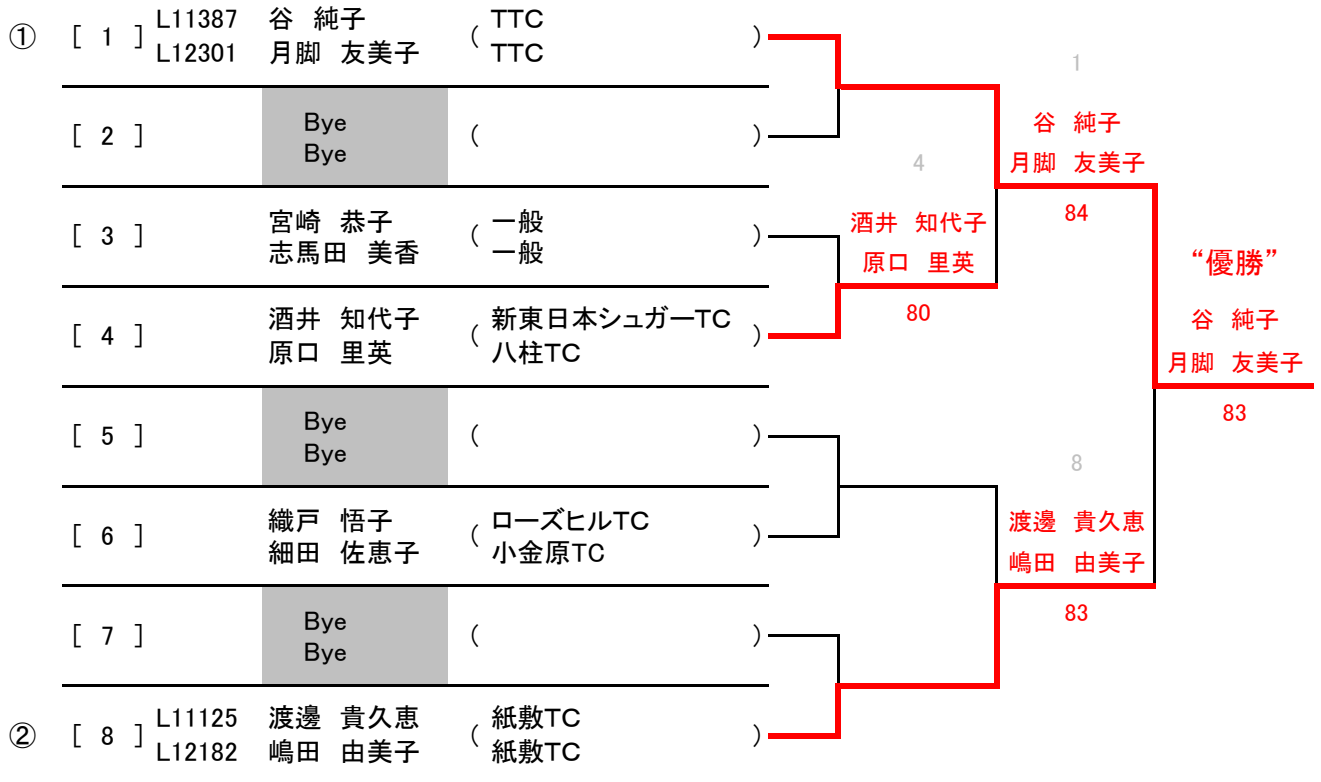 ① [ 1 ] L11387 谷 純子 ( TTC )
L12301 月脚 友美子 TTC
[ 2 ] Bye ( )
Bye
[ 3 ] 宮崎 恭子 ( 一般 )
志馬田 美香 一般
[ 4 ] 酒井 知代子 ( 新東日本シュガーTC )
原口 里英 八柱TC
[ 5 ] Bye ( )
Bye
[ 6 ] 織戸 悟子 ( ローズヒルTC )
細田 佐恵子 小金原TC
[ 7 ] Bye ( )
Bye
② [ 8 ] L11125 渡邊 貴久恵 ( 紙敷TC )
L12182 嶋田 由美子 紙敷TC
4
酒井 知代子
原口 里英
80
1
谷 純子
月脚 友美子
84
8
渡邊 貴久恵
嶋田 由美子
83
“優勝”
谷 純子
月脚 友美子
83